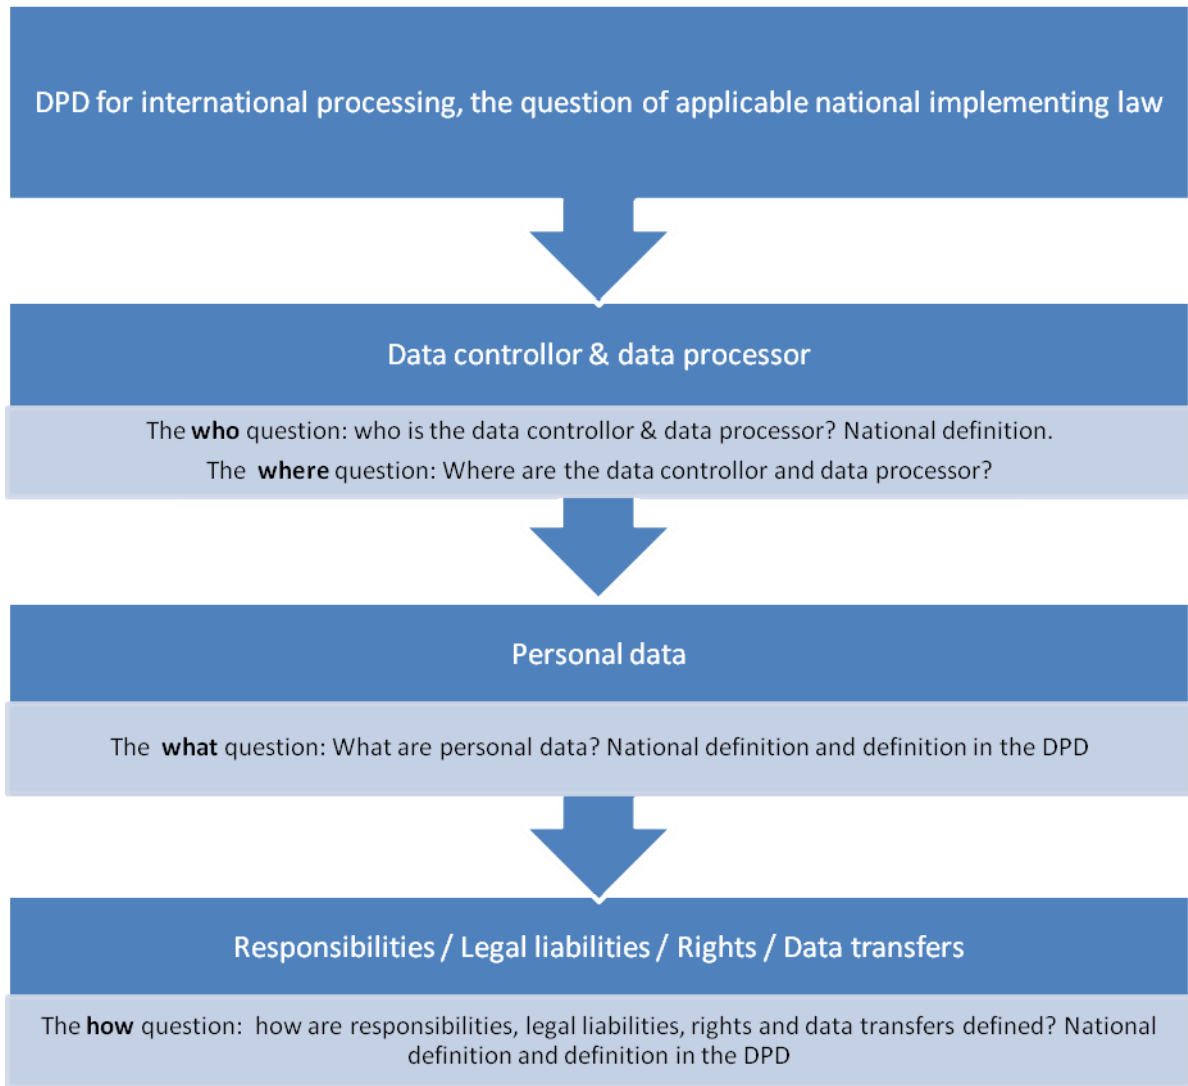 DPD for international processing, the question of applicable national implementing law
Data controllor & data processor
The who question: who is the data controllor & data processor? National definition.
The where question: Where are the data controllor and data processor?
Personal data
The what question: What are personal data? National definition and definition in the DPD
Responsibilities / Legal liabilities / Rights / Data transfers
The how question: how are responsibilities, legal liabilities, rights and data transfers defined? National
definition and definition in the DPD